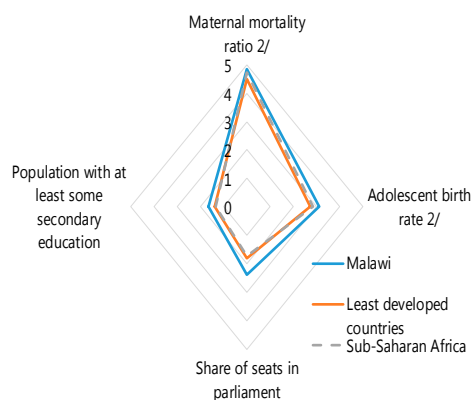 Maternal mortality
ratio 2/
5
4
3
2
1
0
Population with at
least some
secondary
education
Adolescent birth
rate 2/
Malawi
Least developed
countries
Sub-Saharan Africa
Share of seats in
parliament